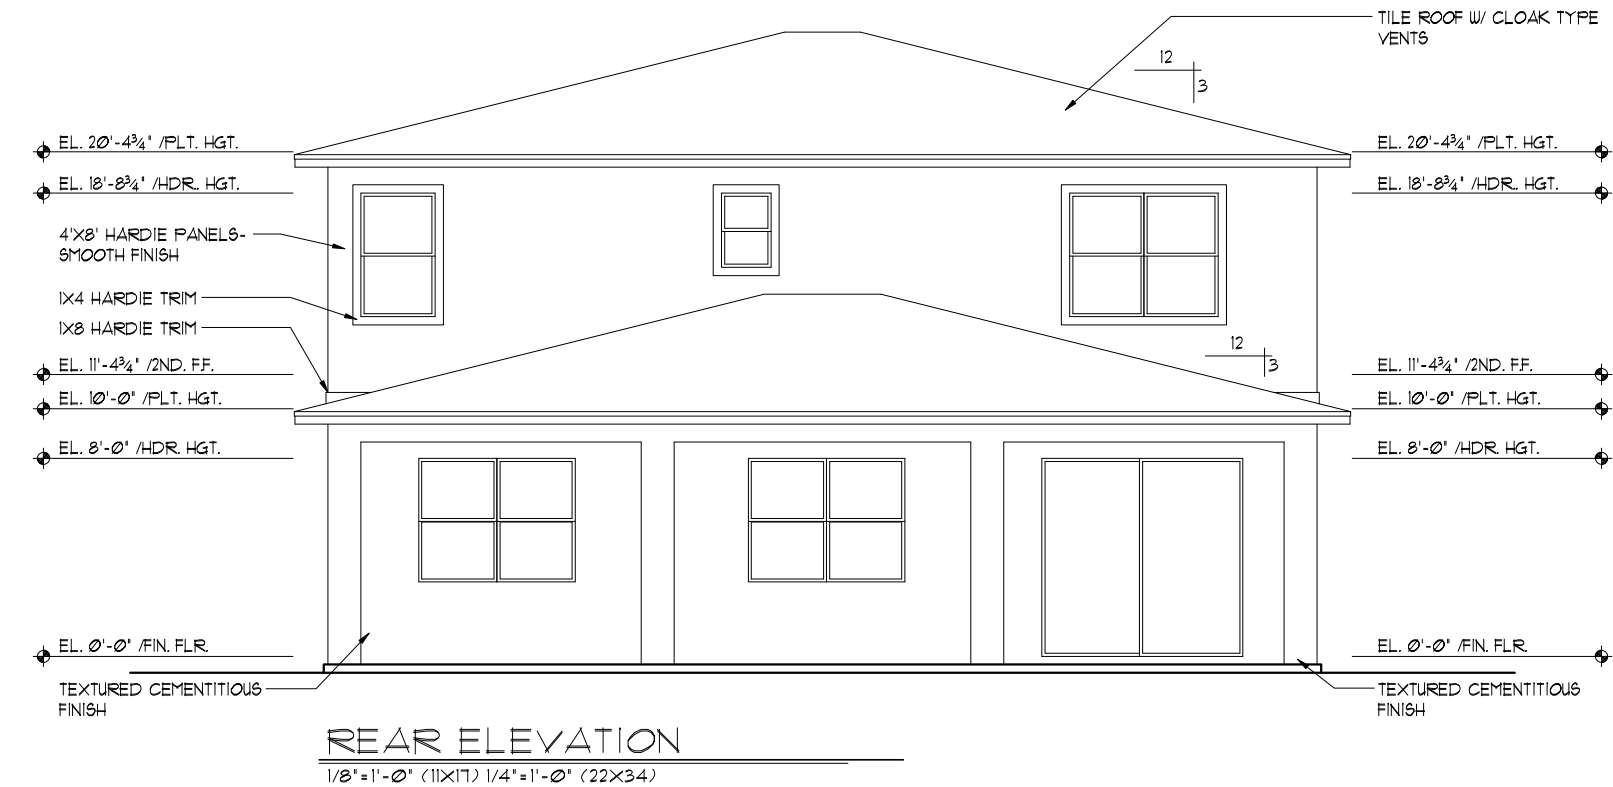 TILE ROOF W/ CLOAK TYPE
VENTS
12
3
EL. 20'-4¾" /PLT. HGT.
EL. 20'-4¾" /PLT. HGT.
EL. 18'-8¾" /HDR. HGT.
EL. 18'-8¾" /HDR. HGT.
4'X8' HARDIE PANELS-
SMOOTH FINISH
1X4 HARDIE TRIM
1X8 HARDIE TRIM
12
3
EL. 11'-4¾" /2ND. F.F.
EL. 11'-4¾" /2ND. F.F.
EL. 10'-0" /PLT. HGT.
EL. 10'-0" /PLT. HGT.
EL. 8'-0" /HDR. HGT.
EL. 8'-0" /HDR. HGT.
EL. 0'-0" /FIN. FLR.
EL. 0'-0" /FIN. FLR.
TEXTURED CEMENTITIOUS
FINISH
TEXTURED CEMENTITIOUS
FINISH
REAR ELEVATION
1/8"=1'-0" (11X17) 1/4"=1'-0" (22X34)